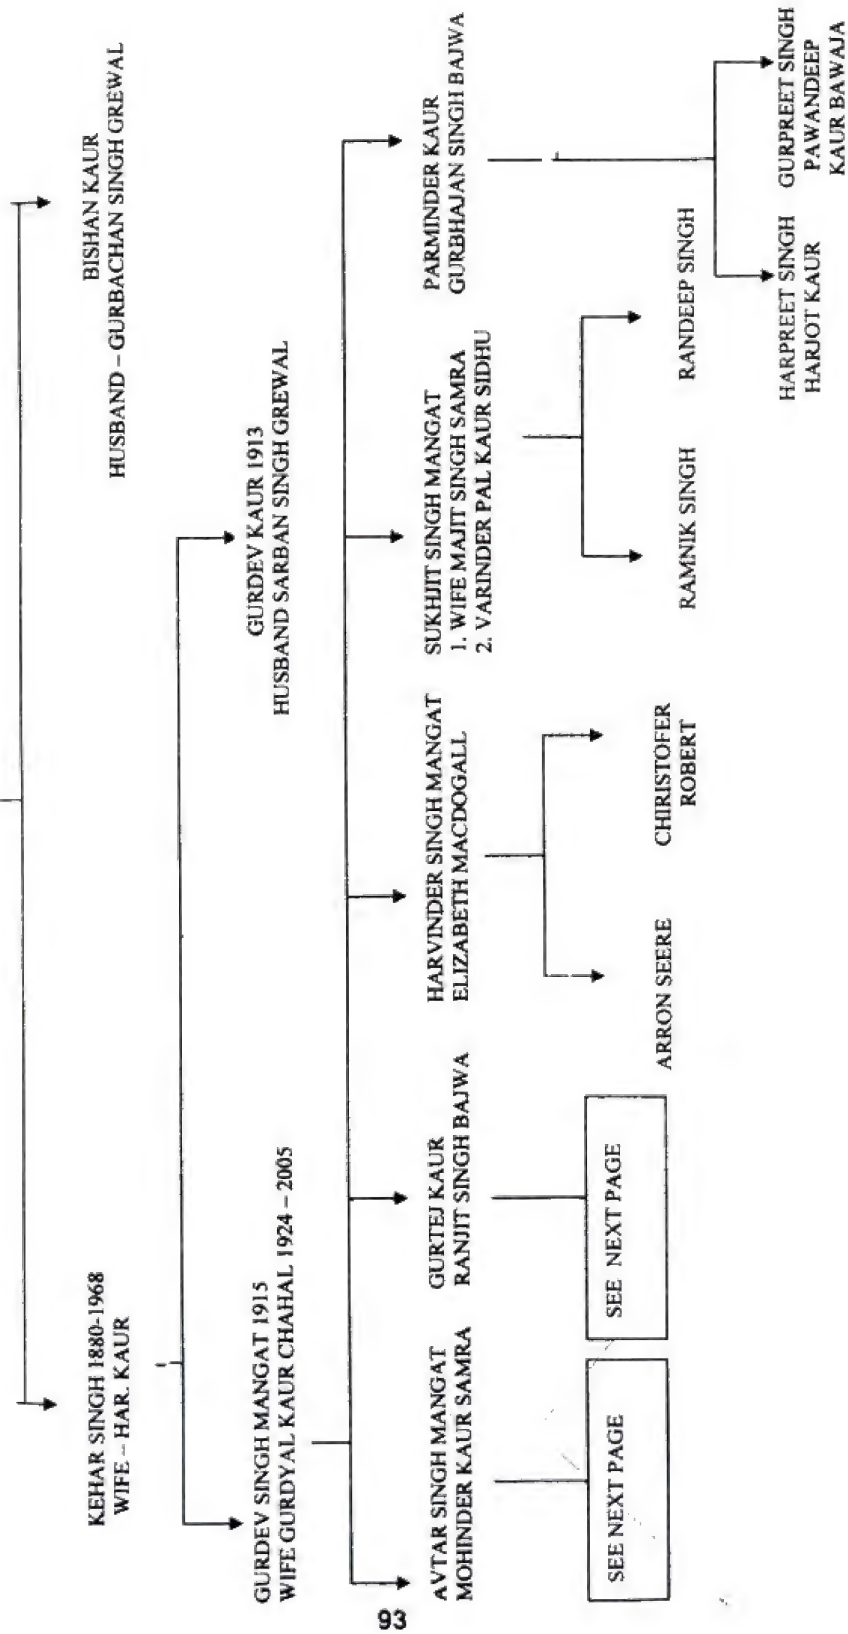 KEHAR SINGH 1880-1968
WIFE – HAR. KAUR
BISHAN KAUR
HUSBAND – GURBACHAN SINGH GREWAL
GURDEV SINGH MANGAT 1915
WIFE GURDYAL KAUR CHAHAL 1924 – 2005
GURDEV KAUR 1913
HUSBAND SARBAN SINGH GREWAL
AVTAR SINGH MANGAT
MOHINDER KAUR SAMRA
GURTEJ KAUR
RANJIT SINGH BAJWA
HARVINDER SINGH MANGAT
ELIZABETH MACDOGALL
SUKHJIT SINGH MANGAT
1. WIFE MAJIT SINGH SAMRA
2. VARINDER PAL KAUR SIDHU
PARMINDER KAUR
GURBHAJAN SINGH BAJWA
SEE NEXT PAGE
SEE NEXT PAGE
ARRON SEERE
CHIRISTOFER
ROBERT
RAMNIK SINGH
RANDEEP SINGH
HARPREET SINGH
HARJOT KAUR
GURPREET SINGH
PAWANDEEP
KAUR BAWAJA
93